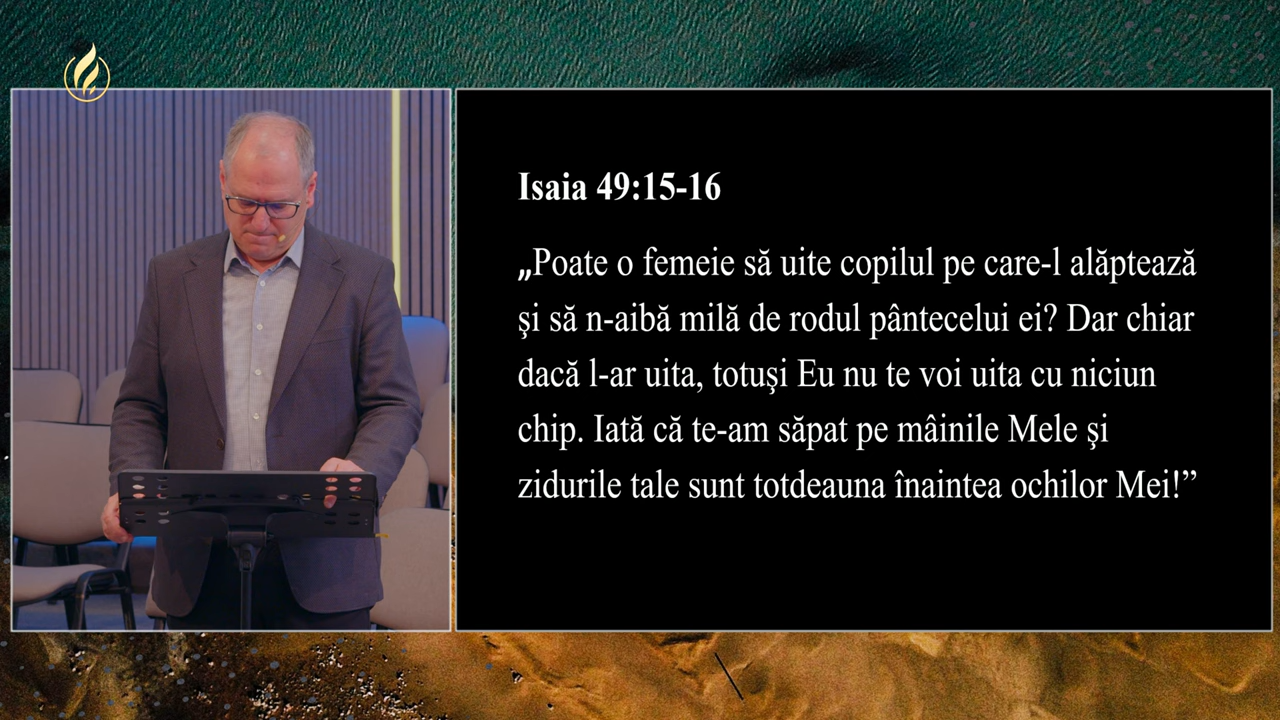 Isaia 49:15-16
„Poate o femeie să uite copilul pe care-l alăptează
şi să n-aibă milă de rodul pântecelui ei? Dar chiar
dacă l-ar uita, totuşi Eu nu te voi uita cu niciun
chip. Iată că te-am săpat pe mâinile Mele şi
zidurile tale sunt totdeauna înaintea ochilor Mei!”